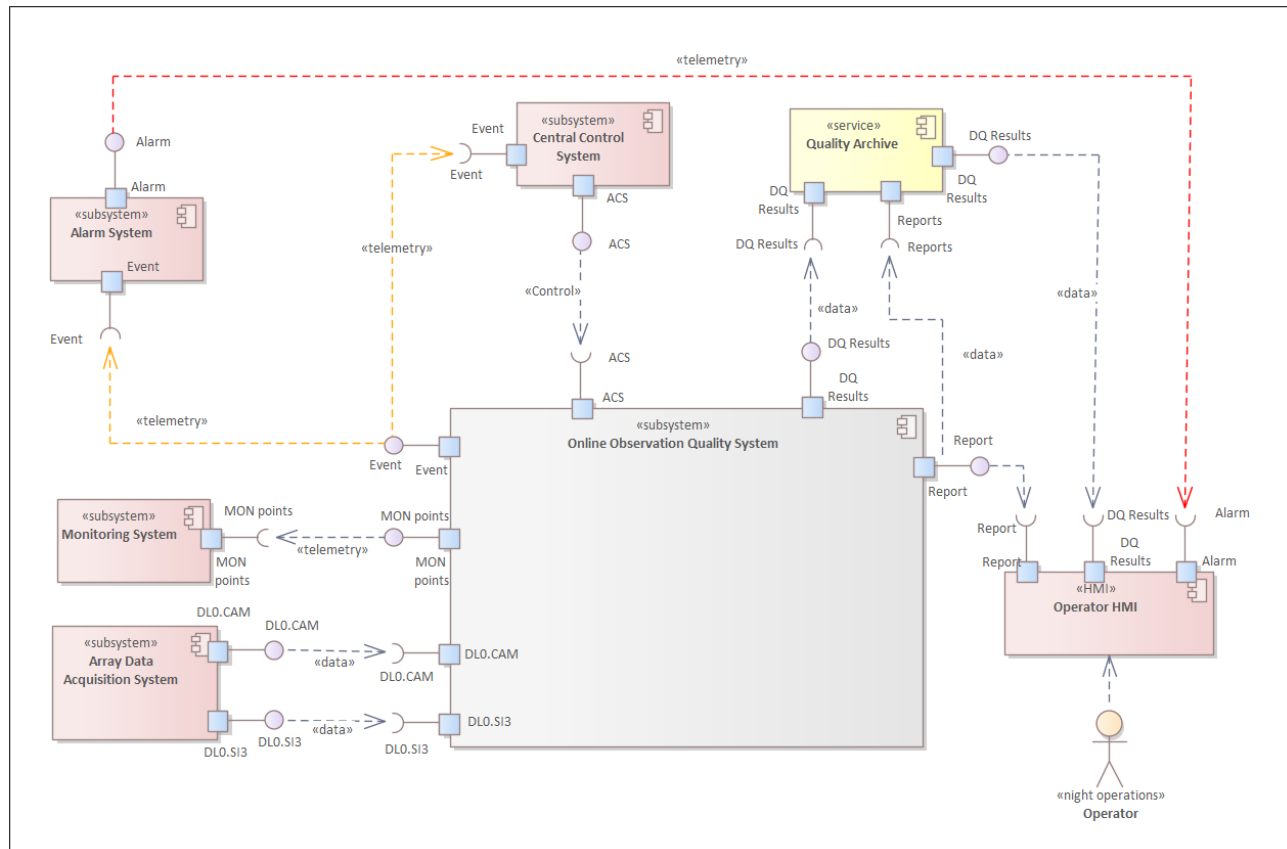 «telemetry»
Alarm
Alarm
«subsystem»
Alarm System
Event
Event
«telemetry»
«telemetry»
Event
Event
«subsystem»
Central Control
System
ACS
ACS
«Control»
ACS
ACS
«service»
Quality Archive
DQ Results
DQ
Results
DQ
Results
Reports
DQ Results
Reports
«data»
«data»
«data»
DQ Results
DQ
Results
«subsystem»
Online Observation Quality System
Event
Event
Report
Report
«subsystem»
Monitoring System
MON points
MON
points
«telemetry»
MON points
MON
points
«subsystem»
Array Data
Acquisition System
DL0.CAM
DL0.CAM
«data»
DL0.CAM
DL0.CAM
DL0.SI3
DL0.SI3
«data»
DL0.SI3
DL0.SI3
Report
DQ Results
Alarm
Report
DQ
Results
Alarm
«HMI»
Operator HMI
«night operations»
Operator